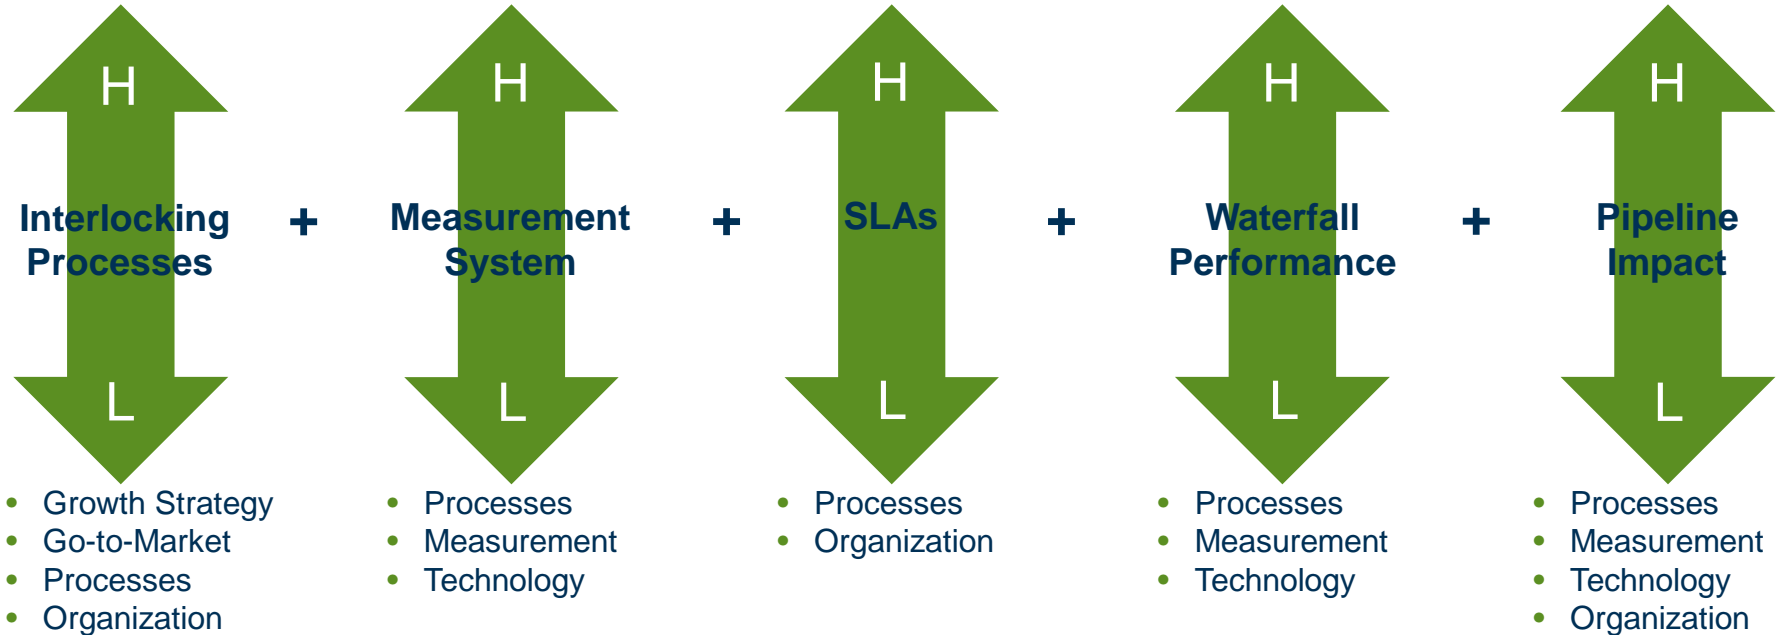 H
Interlocking
Processes
L
• Growth Strategy
• Go-to-Market
• Processes
• Organization
+
H
Measurement
System
L
• Processes
• Measurement
• Technology
+
H
SLAs
L
• Processes
• Organization
+
H
Waterfall
Performance
L
• Processes
• Measurement
• Technology
+
H
Pipeline
Impact
L
• Processes
• Measurement
• Technology
• Organization